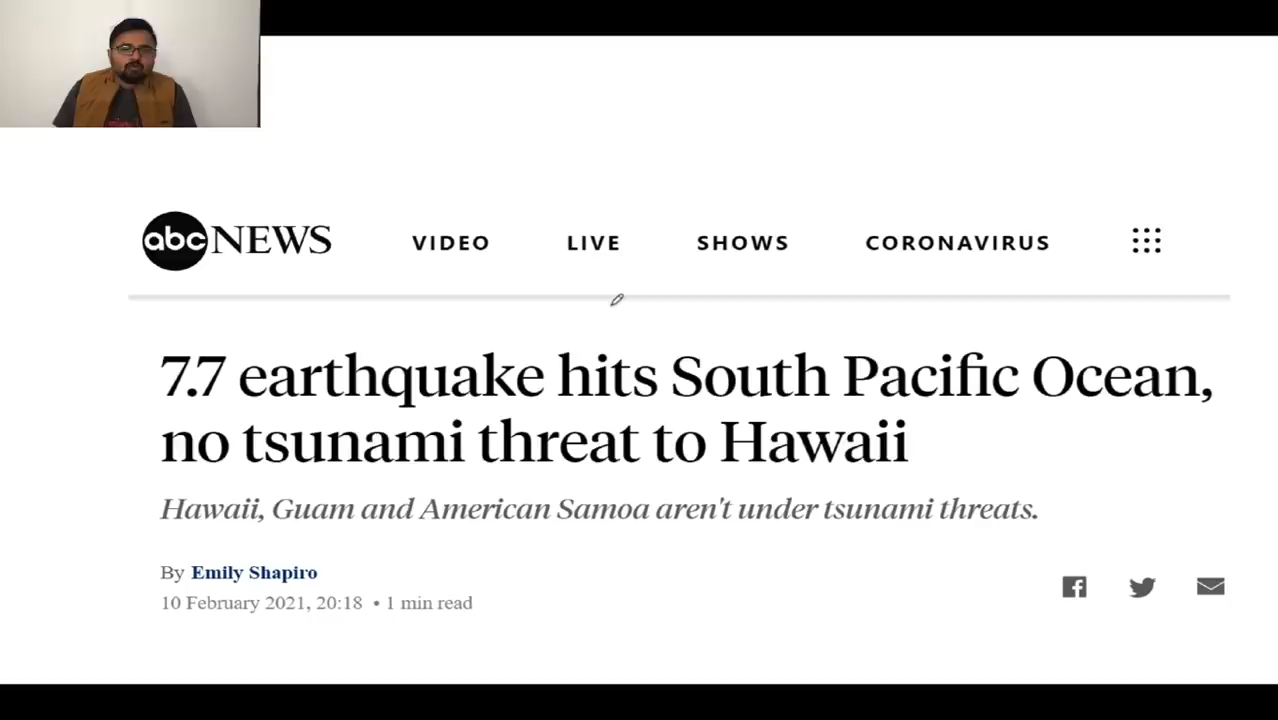 abc NEWS
VIDEO LIVE SHOWS CORONAVIRUS
7.7 earthquake hits South Pacific Ocean,
no tsunami threat to Hawaii
Hawaii, Guam and American Samoa aren't under tsunami threats.
By Emily Shapiro
10 February 2021, 20:18 • 1 min read